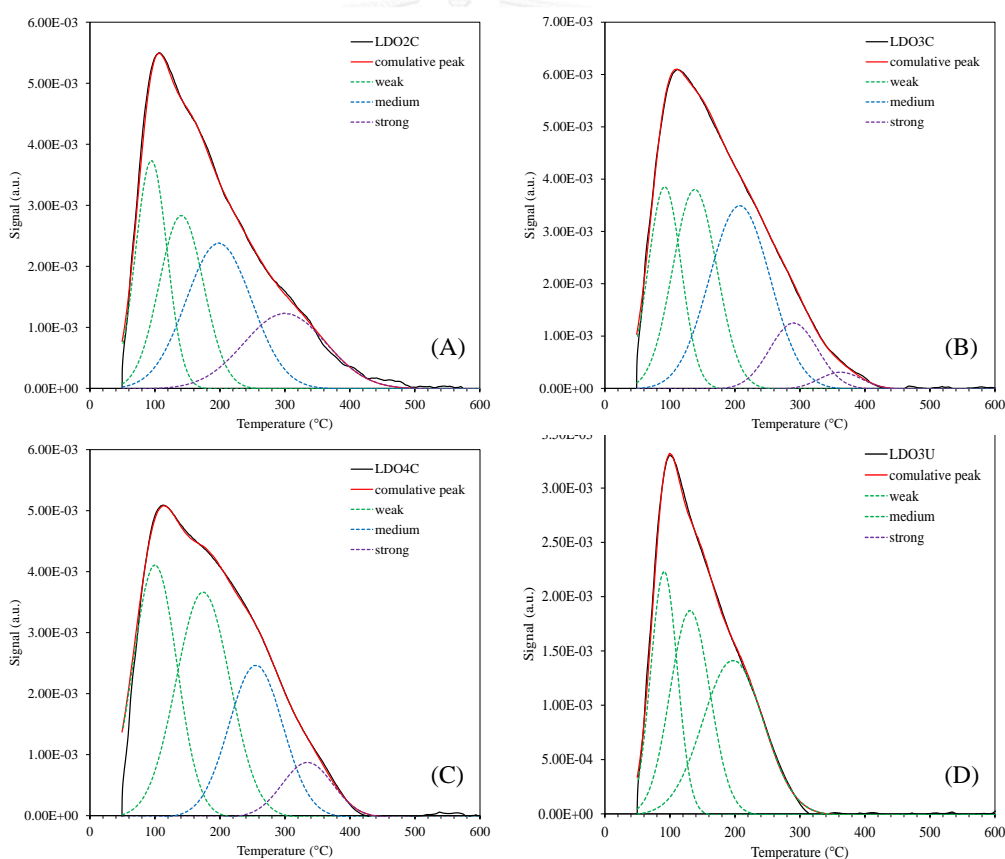 6.00E-03
5.00E-03
4.00E-03
3.00E-03
2.00E-03
1.00E-03
0.00E+00
Signal (a.u.)
0 100 200 300 400 500 600
Temperature (°C)
LDO2C
comulative peak
weak
medium
strong
(A)
7.00E-03
6.00E-03
5.00E-03
4.00E-03
3.00E-03
2.00E-03
1.00E-03
0.00E+00
Signal (a.u.)
0 100 200 300 400 500 600
Temperature (°C)
LDO3C
comulative peak
weak
medium
strong
(B)
6.00E-03
5.00E-03
4.00E-03
3.00E-03
2.00E-03
1.00E-03
0.00E+00
Signal (a.u.)
0 100 200 300 400 500 600
Temperature (°C)
LDO4C
comulative peak
weak
medium
strong
(C)
3.50E-03
3.00E-03
2.50E-03
2.00E-03
1.50E-03
1.00E-03
5.00E-04
0.00E+00
Signal (a.u.)
0 100 200 300 400 500 600
Temperature (°C)
LDO3U
comulative peak
weak
medium
strong
(D)